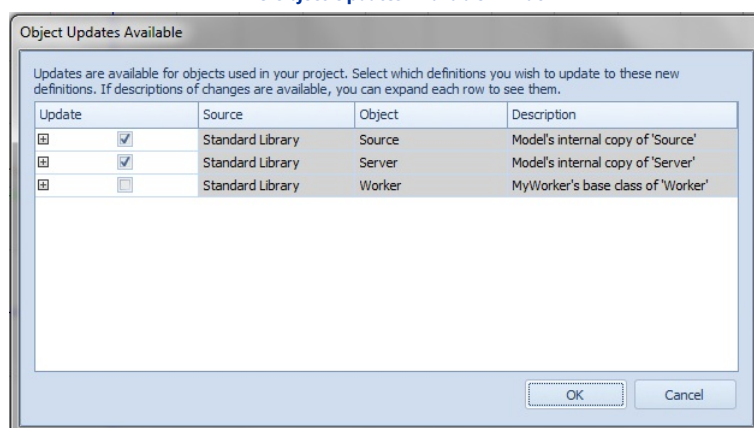 Object Updates Available
Updates are available for objects used in your project. Select which definitions you wish to update to these new
definitions. If descriptions of changes are available, you can expand each row to see them.
Update Source Object Description
Standard Library Source Model's internal copy of 'Source'
Standard Library Server Model's internal copy of 'Server'
Standard Library Worker MyWorker's base class of 'Worker'
OK Cancel